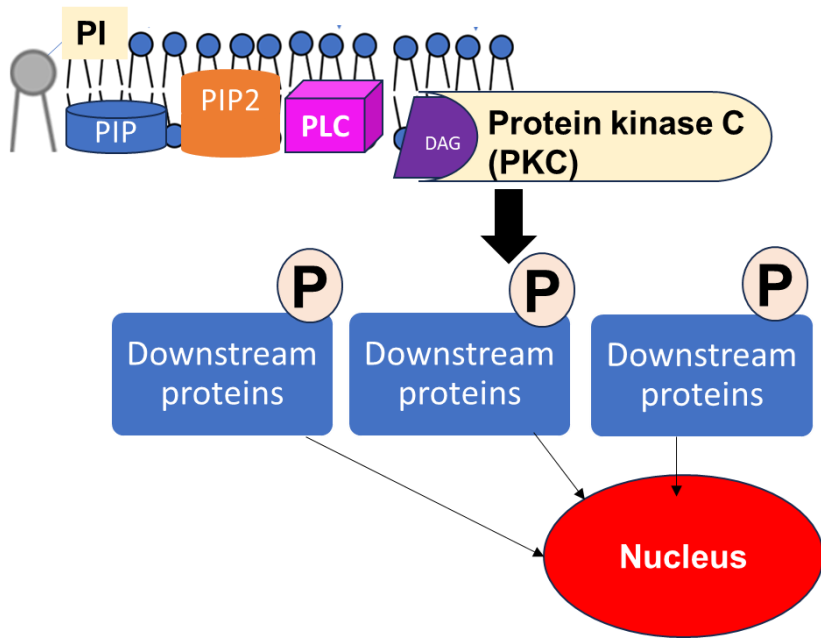 PI
PIP
PIP2
PLC
DAG
Protein kinase C
(PKC)
P
P
P
Downstream
proteins
Downstream
proteins
Downstream
proteins
Nucleus